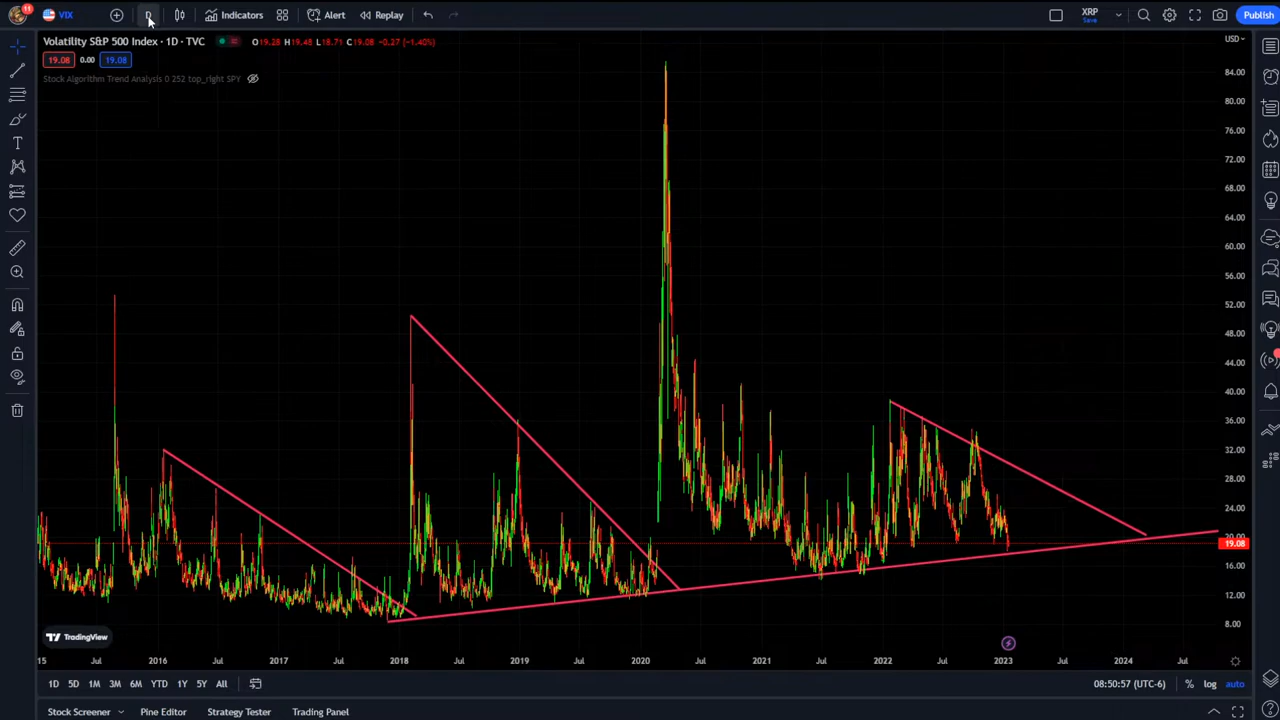 11 VIX D Indicators Alert Replay XRP Save Publish
Volatility S&P 500 Index · 1D · TVC O19.28 H19.48 L18.71 C19.08 -0.27 (-1.40%) USD
19.08 0.00 19.08
Stock Algorithm Trend Analysis 0 252 top_right SPY
84.00
80.00
76.00
72.00
68.00
64.00
60.00
56.00
52.00
48.00
44.00
40.00
36.00
32.00
28.00
24.00
20.00
19.08
16.00
12.00
8.00
TradingView
15 Jul 2016 Jul 2017 Jul 2018 Jul 2019 Jul 2020 Jul 2021 Jul 2022 Jul 2023 Jul 2024 Jul
1D 5D 1M 3M 6M YTD 1Y 5Y All 08:50:57 (UTC-6) % log auto
Stock Screener Pine Editor Strategy Tester Trading Panel